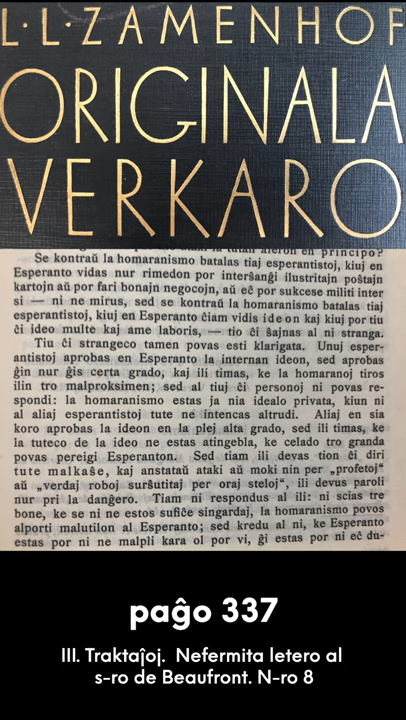 L·L·ZAMENHOF
ORIGINALA
VERKARO
en principo?
Se kontraŭ la homaranismo batalas tiaj esperantistoj, kiuj en
Esperanto vidas nur rimedon por interŝanĝi ilustritajn poŝtajn
kartojn aŭ por fari bonajn negocojn, aŭ eĉ por sukcese militi inter
si — ni ne mirus, sed se kontraŭ la homaranismo batalas tiaj
esperantistoj, kiuj en Esperanto ĉiam vidis ideon kaj kiuj por tiu
ĉi ideo multe kaj ame laboris, — tio ĉi ŝajnas al ni stranga.
Tiu ĉi strangeco tamen povas esti klarigata. Unuj esper-
antistoj aprobas en Esperanto la internan ideon, sed aprobas
ĝin nur ĝis certa grado, kaj ili timas, ke la homaranoj tiros
ilin tro malproksimen; sed al tiuj ĉi personoj ni povas re-
spondi: la homaranismo estas ja nia idealo privata, kiun ni
al aliaj esperantistoj tute ne intencas altrudi. Aliaj en sia
koro aprobas la ideon en la plej alta grado, sed ili timas, ke
la tuteco de la ideo ne estas atingebla, ke celado tro granda
povas pereigi Esperanton. Sed tiam ili devas tion ĉi diri
tute malkaŝe, kaj anstataŭ ataki aŭ moki nin per „profetoj“
aŭ „verdaj roboj surŝutitaj per oraj steloj“, ili devus paroli
nur pri la danĝero. Tiam ni respondus al ili: ni scias tre
bone, ke se ni ne estos sufiĉe singardaj, la homaranismo povos
alporti malutilon al Esperanto; sed kredu al ni, ke Esperanto
estas por ni ne malpli kara ol por vi, ĝi estas por ni eĉ du-
paĝo 337
III. Traktaĵoj. Nefermita letero al
s-ro de Beaufront. N-ro 8